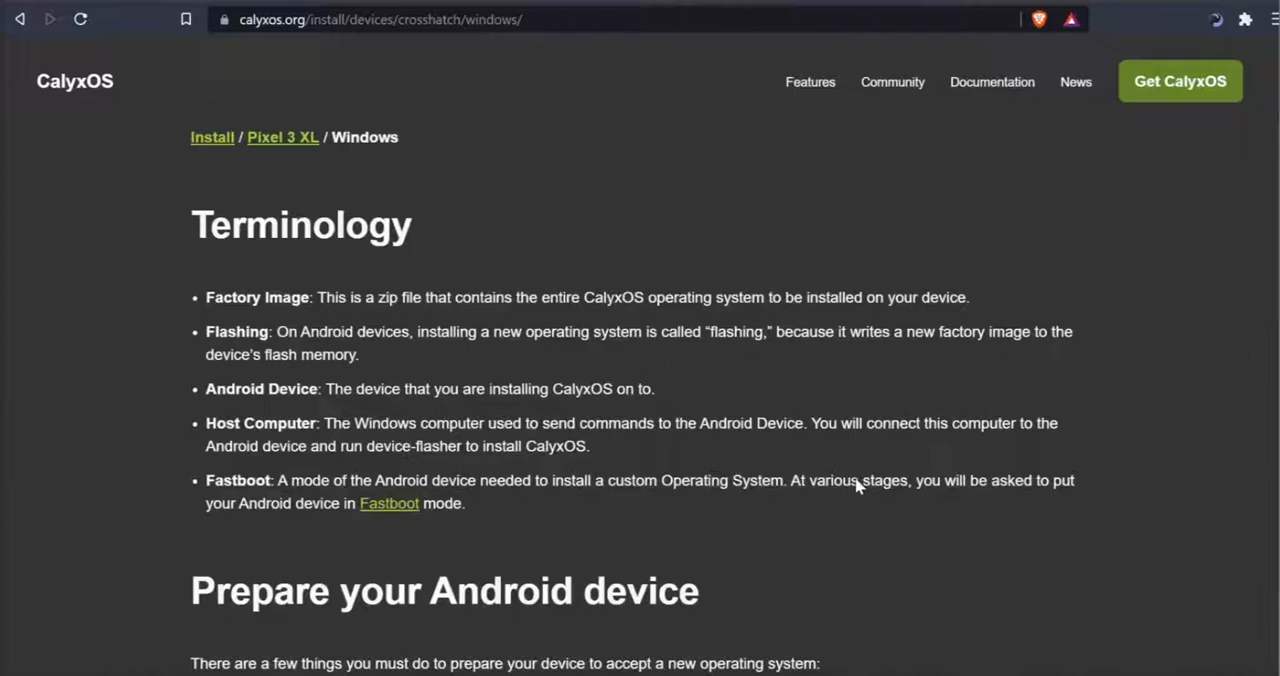 calyxos.org/install/devices/crosshatch/windows/
CalyxOS
Features
Community
Documentation
News
Get CalyxOS
Install / Pixel 3 XL / Windows
Terminology
• Factory Image: This is a zip file that contains the entire CalyxOS operating system to be installed on your device.
• Flashing: On Android devices, installing a new operating system is called “flashing,” because it writes a new factory image to the
device’s flash memory.
• Android Device: The device that you are installing CalyxOS on to.
• Host Computer: The Windows computer used to send commands to the Android Device. You will connect this computer to the
Android device and run device-flasher to install CalyxOS.
• Fastboot: A mode of the Android device needed to install a custom Operating System. At various stages, you will be asked to put
your Android device in Fastboot mode.
Prepare your Android device
There are a few things you must do to prepare your device to accept a new operating system: